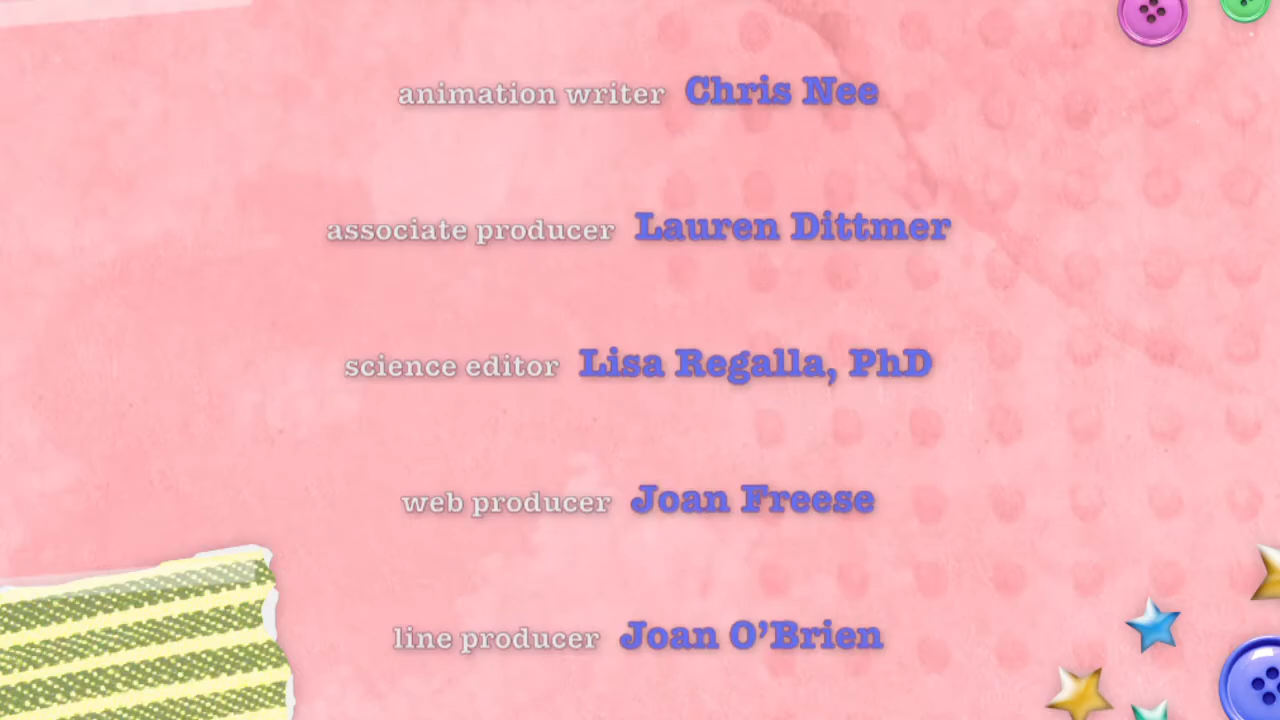 animation writer Chris Nee
associate producer Lauren Dittmer
science editor Lisa Regalla, PhD
web producer Joan Freese
line producer Joan O’Brien